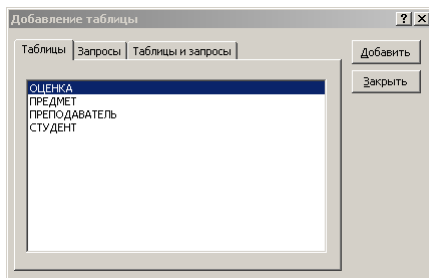 Добавление таблицы
Таблицы Запросы Таблицы и запросы
Добавить
Закрыть
ОЦЕНКА
ПРЕДМЕТ
ПРЕПОДАВАТЕЛЬ
СТУДЕНТ